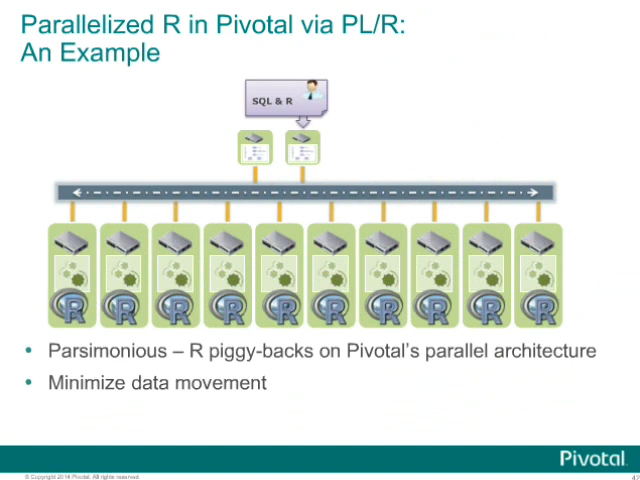 Parallelized R in Pivotal via PL/R:
An Example
SQL & R
R R R R R R R R R R
• Parsimonious – R piggy-backs on Pivotal's parallel architecture
• Minimize data movement
Pivotal
© Copyright 2014 Pivotal. All rights reserved.